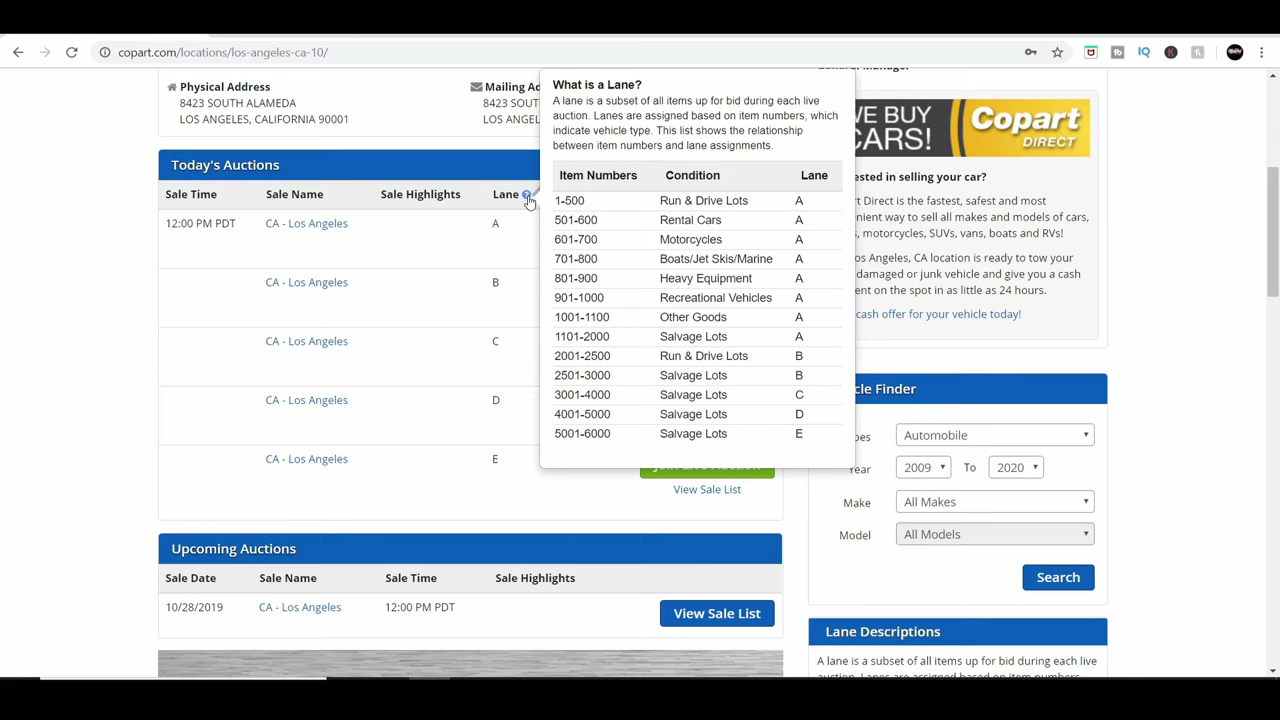 copart.com/locations/los-angeles-ca-10/
Physical Address
8423 SOUTH ALAMEDA
LOS ANGELES, CALIFORNIA 90001
Mailing Ad
8423 SOUTH
LOS ANGEL
Today's Auctions
Sale Time Sale Name Sale Highlights Lane ?
12:00 PM PDT CA - Los Angeles A
CA - Los Angeles B
CA - Los Angeles C
CA - Los Angeles D
CA - Los Angeles E
View Sale List
What is a Lane?
A lane is a subset of all items up for bid during each live
auction. Lanes are assigned based on item numbers, which
indicate vehicle type. This list shows the relationship
between item numbers and lane assignments.
Item Numbers Condition Lane
1-500 Run & Drive Lots A
501-600 Rental Cars A
601-700 Motorcycles A
701-800 Boats/Jet Skis/Marine A
801-900 Heavy Equipment A
901-1000 Recreational Vehicles A
1001-1100 Other Goods A
1101-2000 Salvage Lots A
2001-2500 Run & Drive Lots B
2501-3000 Salvage Lots B
3001-4000 Salvage Lots C
4001-5000 Salvage Lots D
5001-6000 Salvage Lots E
Upcoming Auctions
Sale Date Sale Name Sale Time Sale Highlights
10/28/2019 CA - Los Angeles 12:00 PM PDT View Sale List
WE BUY
CARS!
Copart
DIRECT
ested in selling your car?
rt Direct is the fastest, safest and most
nient way to sell all makes and models of cars,
s, motorcycles, SUVs, vans, boats and RVs!
os Angeles, CA location is ready to tow your
damaged or junk vehicle and give you a cash
ent on the spot in as little as 24 hours.
cash offer for your vehicle today!
cle Finder
pes Automobile
Year 2009 To 2020
Make All Makes
Model All Models
Search
Lane Descriptions
A lane is a subset of all items up for bid during each live
auction. Lanes are assigned based on item numbers